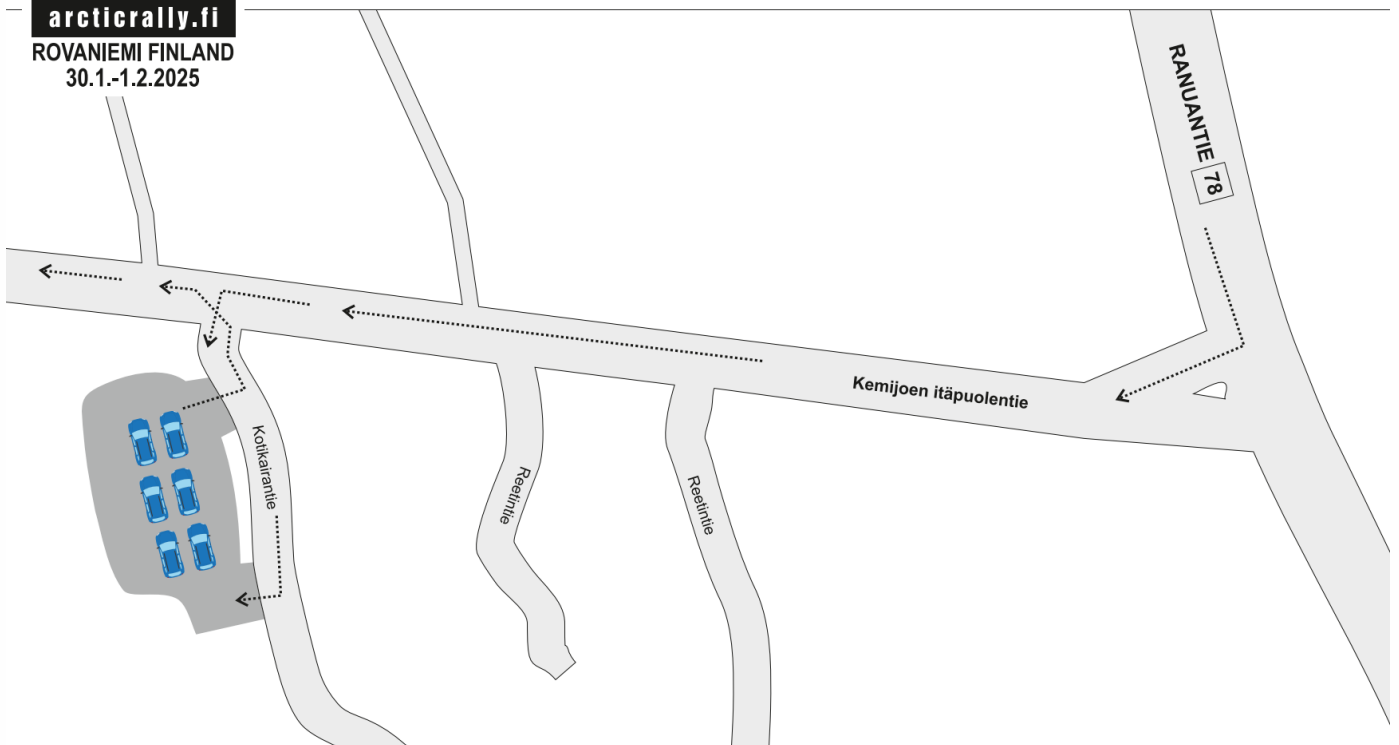 arcticrally.fi
ROVANIEMI FINLAND
30.1.-1.2.2025
RANUANTIE 78
Kemijoen itäpuolentie
Kotikairantie
Reetintie
Reetintie